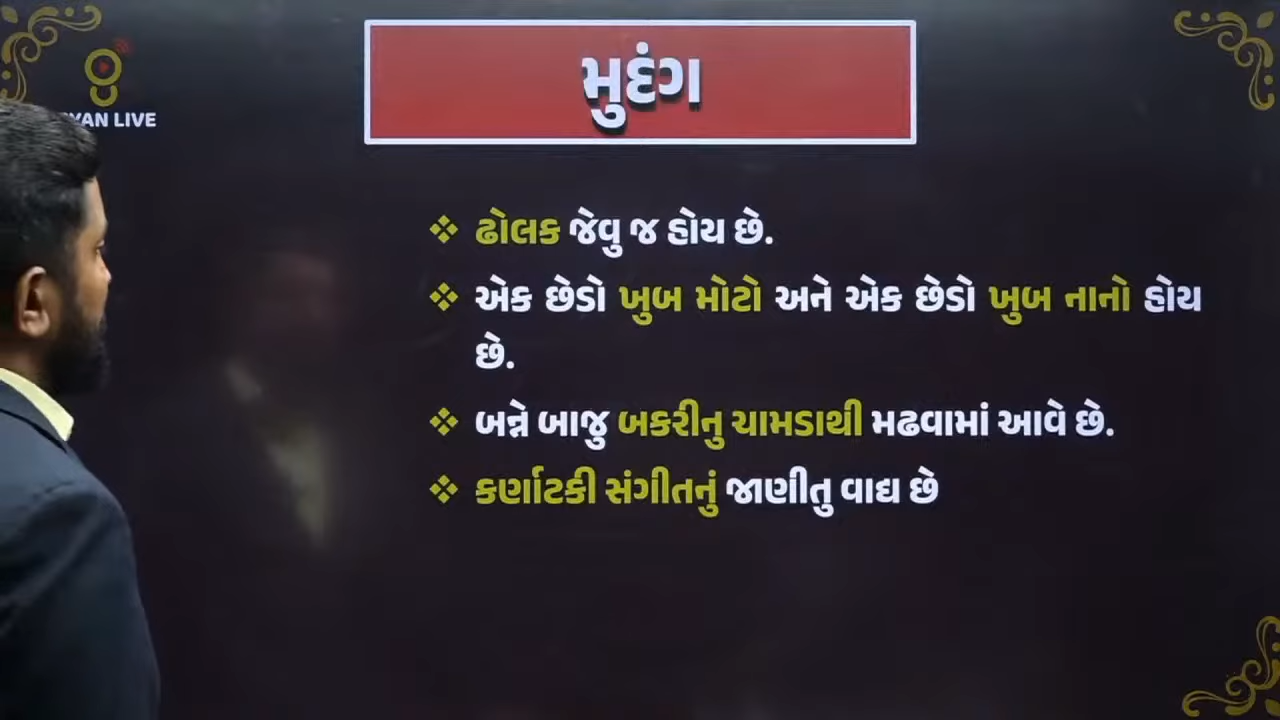 YAN LIVE
મુદંગ
❖ ઢોલક જેવુ જ હોય છે.
❖ એક છેડો ખુબ મોટો અને એક છેડો ખુબ નાનો હોય
છે.
❖ બન્ને બાજુ બકરીનુ ચામડાથી મઢવામાં આવે છે.
❖ કર્ણાટકી સંગીતનું જાણીતુ વાદ્ય છે